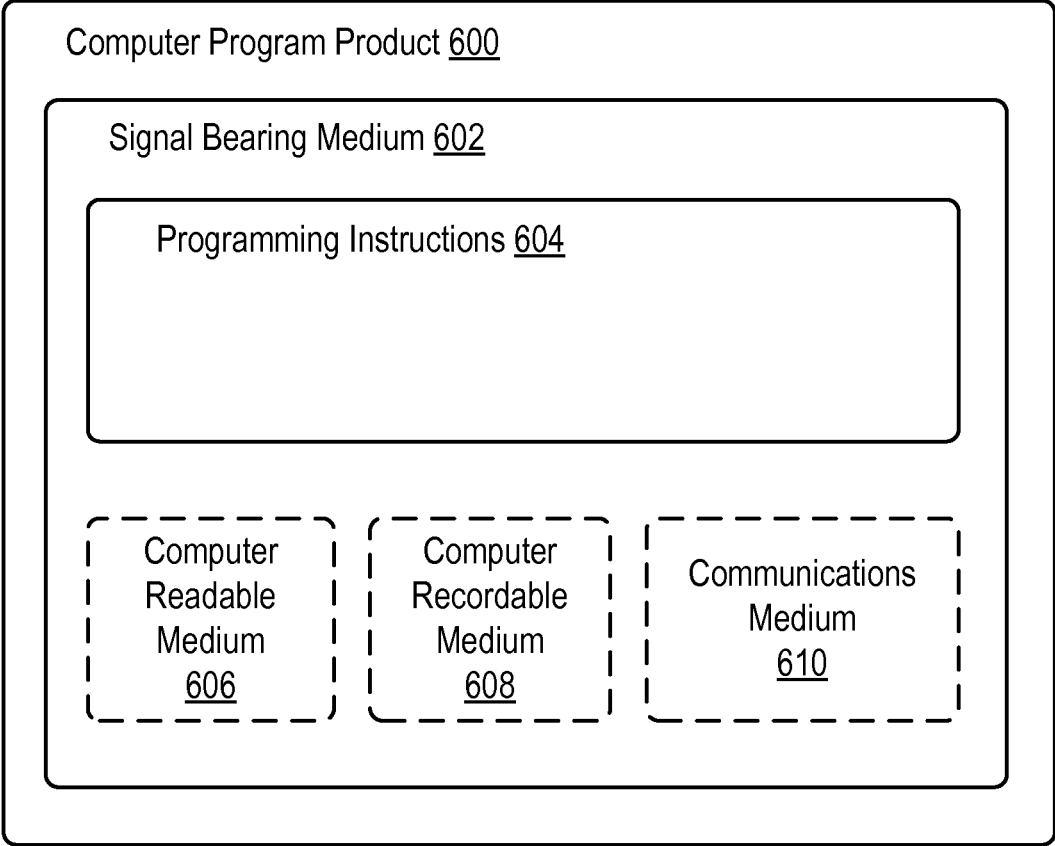 Computer Program Product 600
Signal Bearing Medium 602
Programming Instructions 604
Computer
Readable
Medium
606
Computer
Recordable
Medium
608
Communications
Medium
610